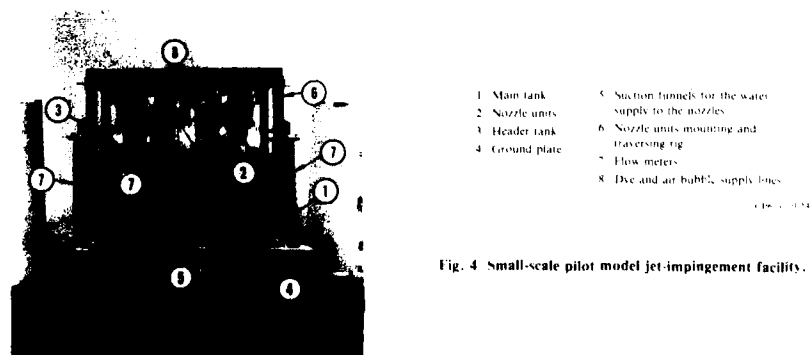 8
3
6
7
7
7
2
1
5
4
1 Main tank
2 Nozzle units
3 Header tank
4 Ground plate
5 Suction funnels for the water
supply to the nozzles
6 Nozzle units mounting and
traversing rig
7 Flow meters
8 Dye and air bubble supply lines
Fig. 4 Small-scale pilot model jet-impingement facility.